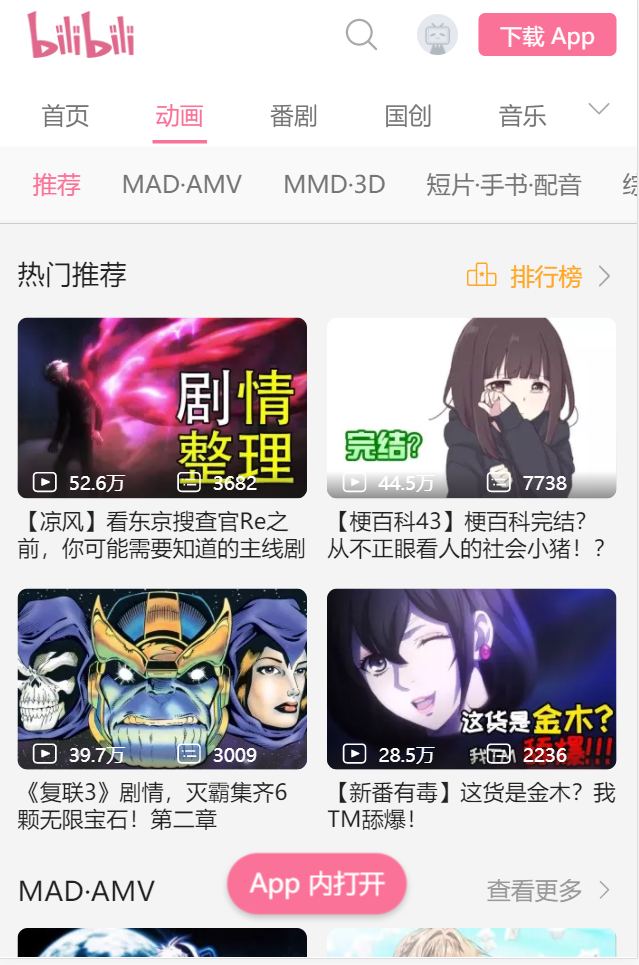 bilibili
下载 App
首页 动画 番剧 国创 音乐
推荐 MAD·AMV MMD·3D 短片·手书·配音 综
热门推荐 排行榜
剧情
整理
52.6万 3682
完结?
44.5万 7738
【凉风】看东京搜查官Re之
前，你可能需要知道的主线剧
【梗百科43】梗百科完结？
从不正眼看人的社会小猪！？
39.7万 3009
这货是金木?
我TM 舔爆!!!
28.5万 2236
《复联3》剧情，灭霸集齐6
颗无限宝石！第二章
【新番有毒】这货是金木？我
TM舔爆！
MAD·AMV 查看更多
App 内打开